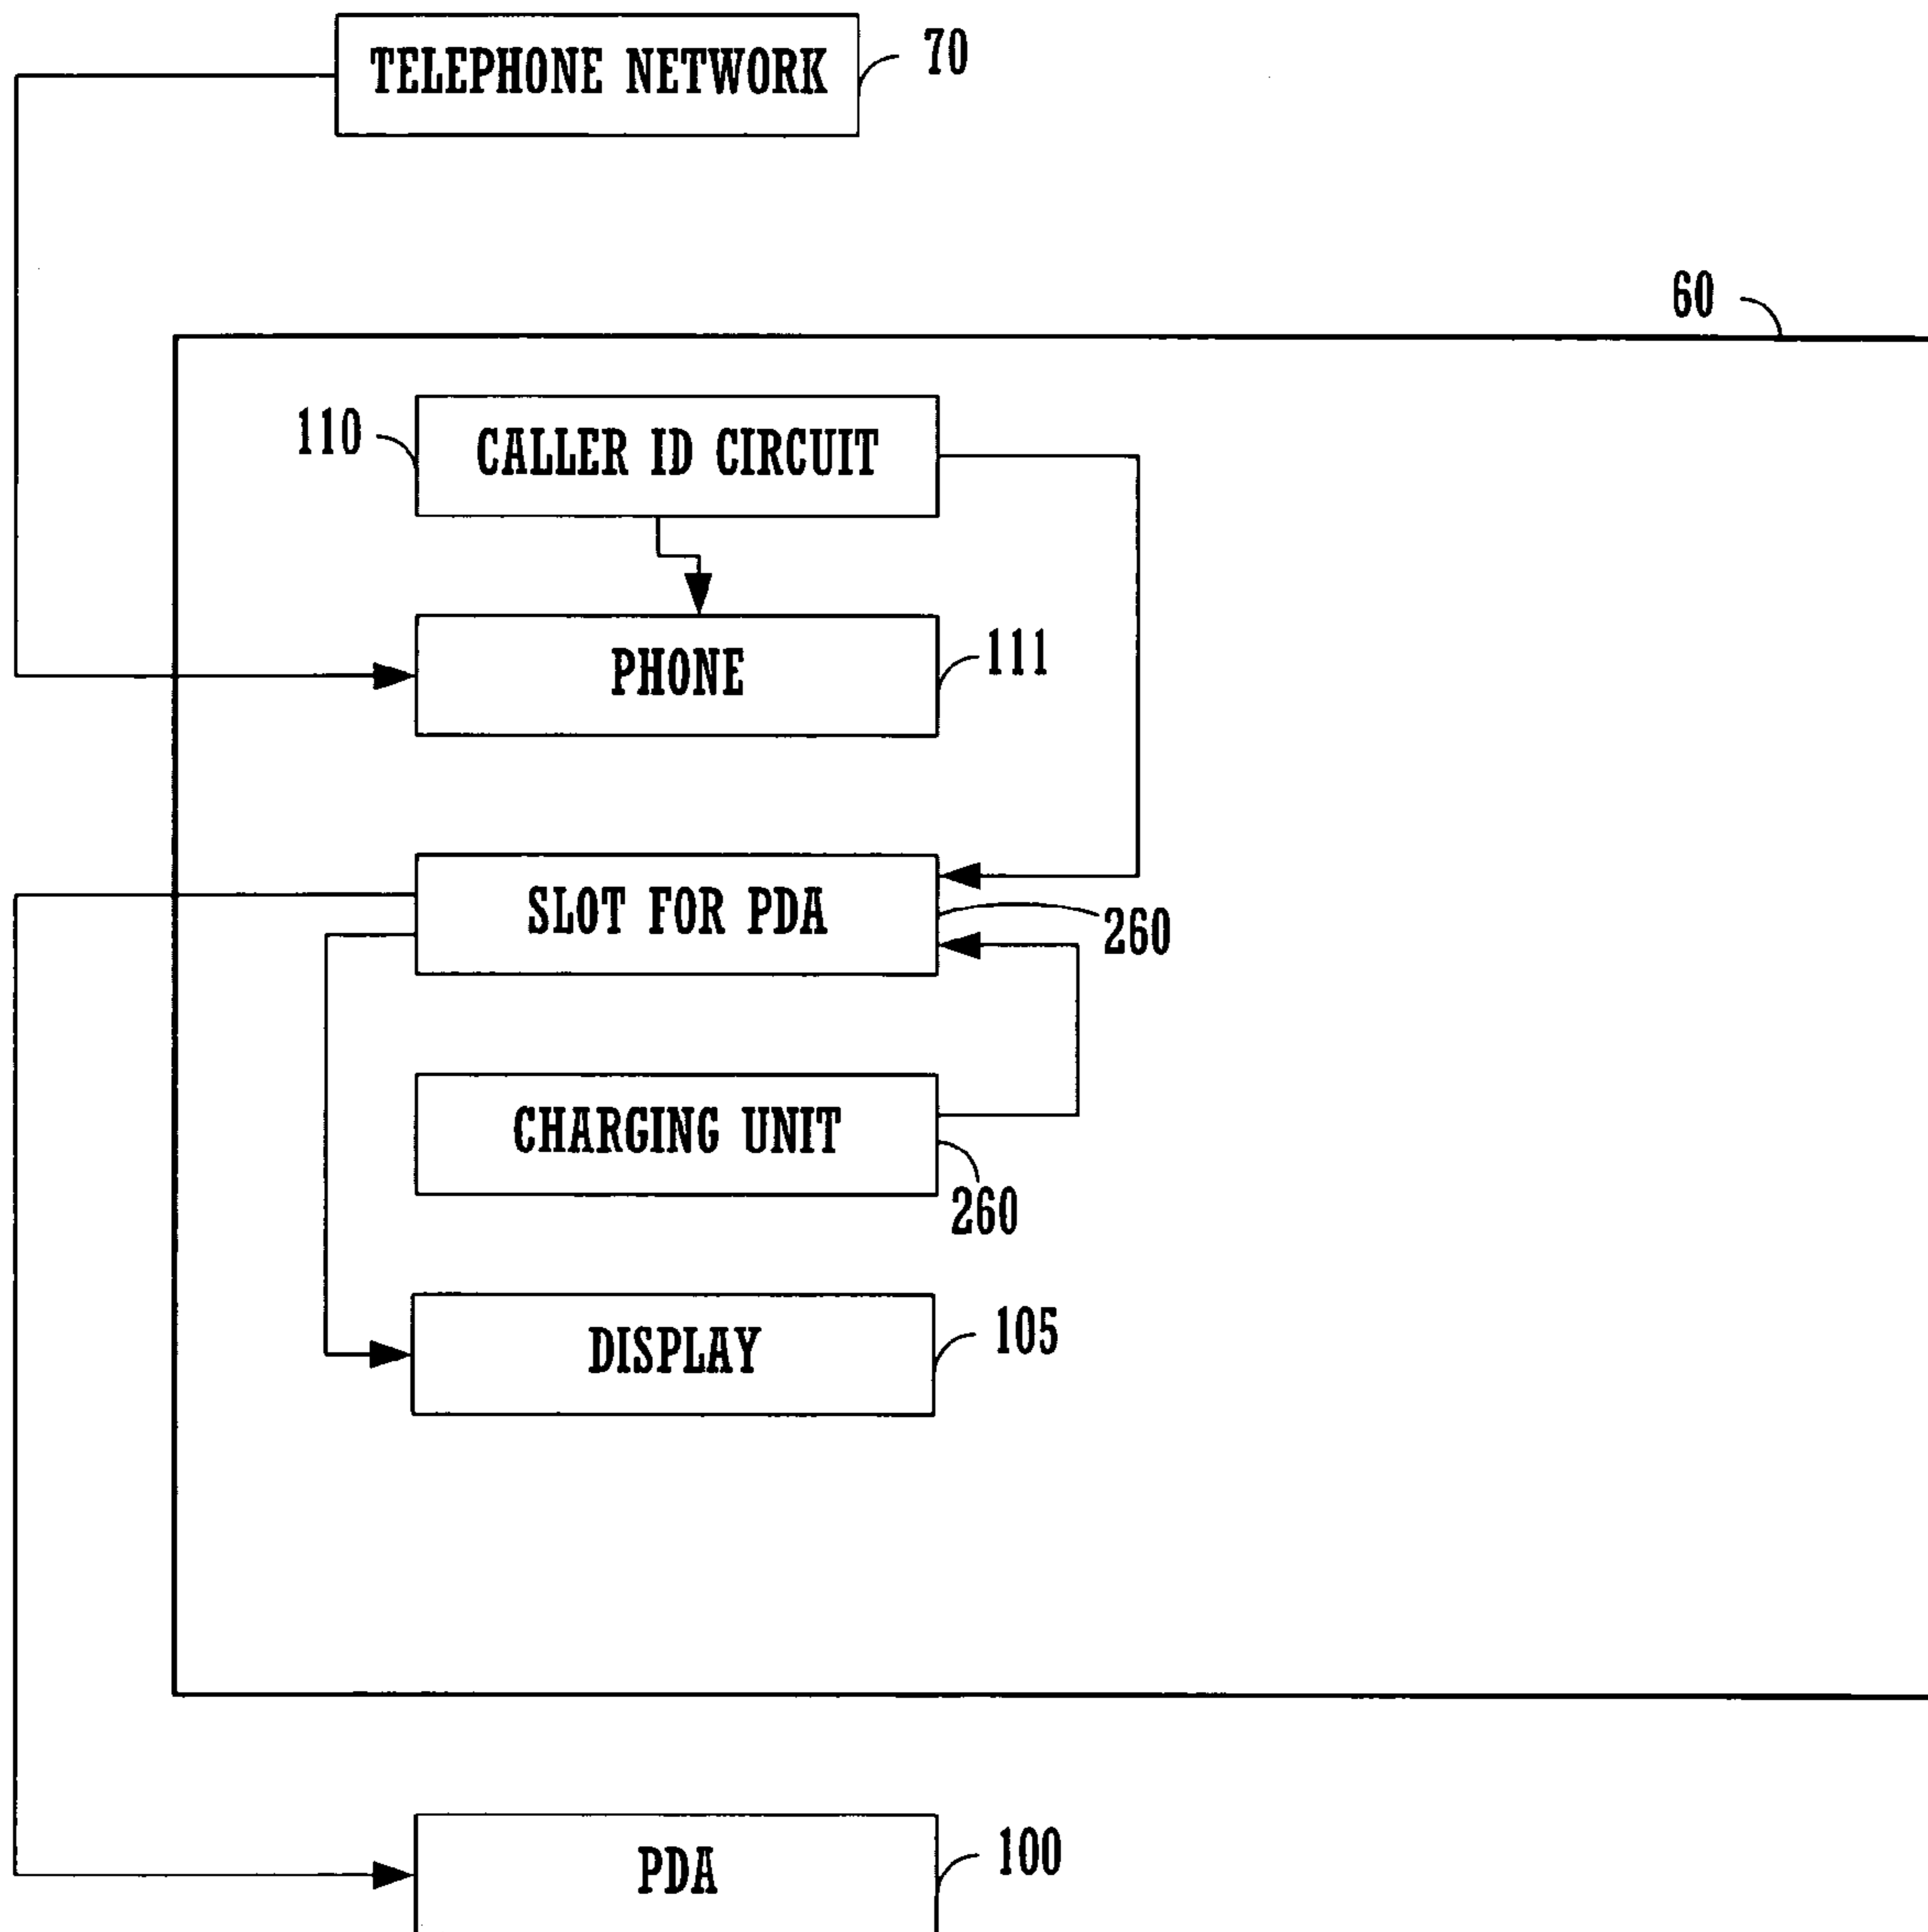 TELEPHONE NETWORK
70
60
110
CALLER ID CIRCUIT
PHONE
111
SLOT FOR PDA
260
CHARGING UNIT
260
DISPLAY
105
PDA
100